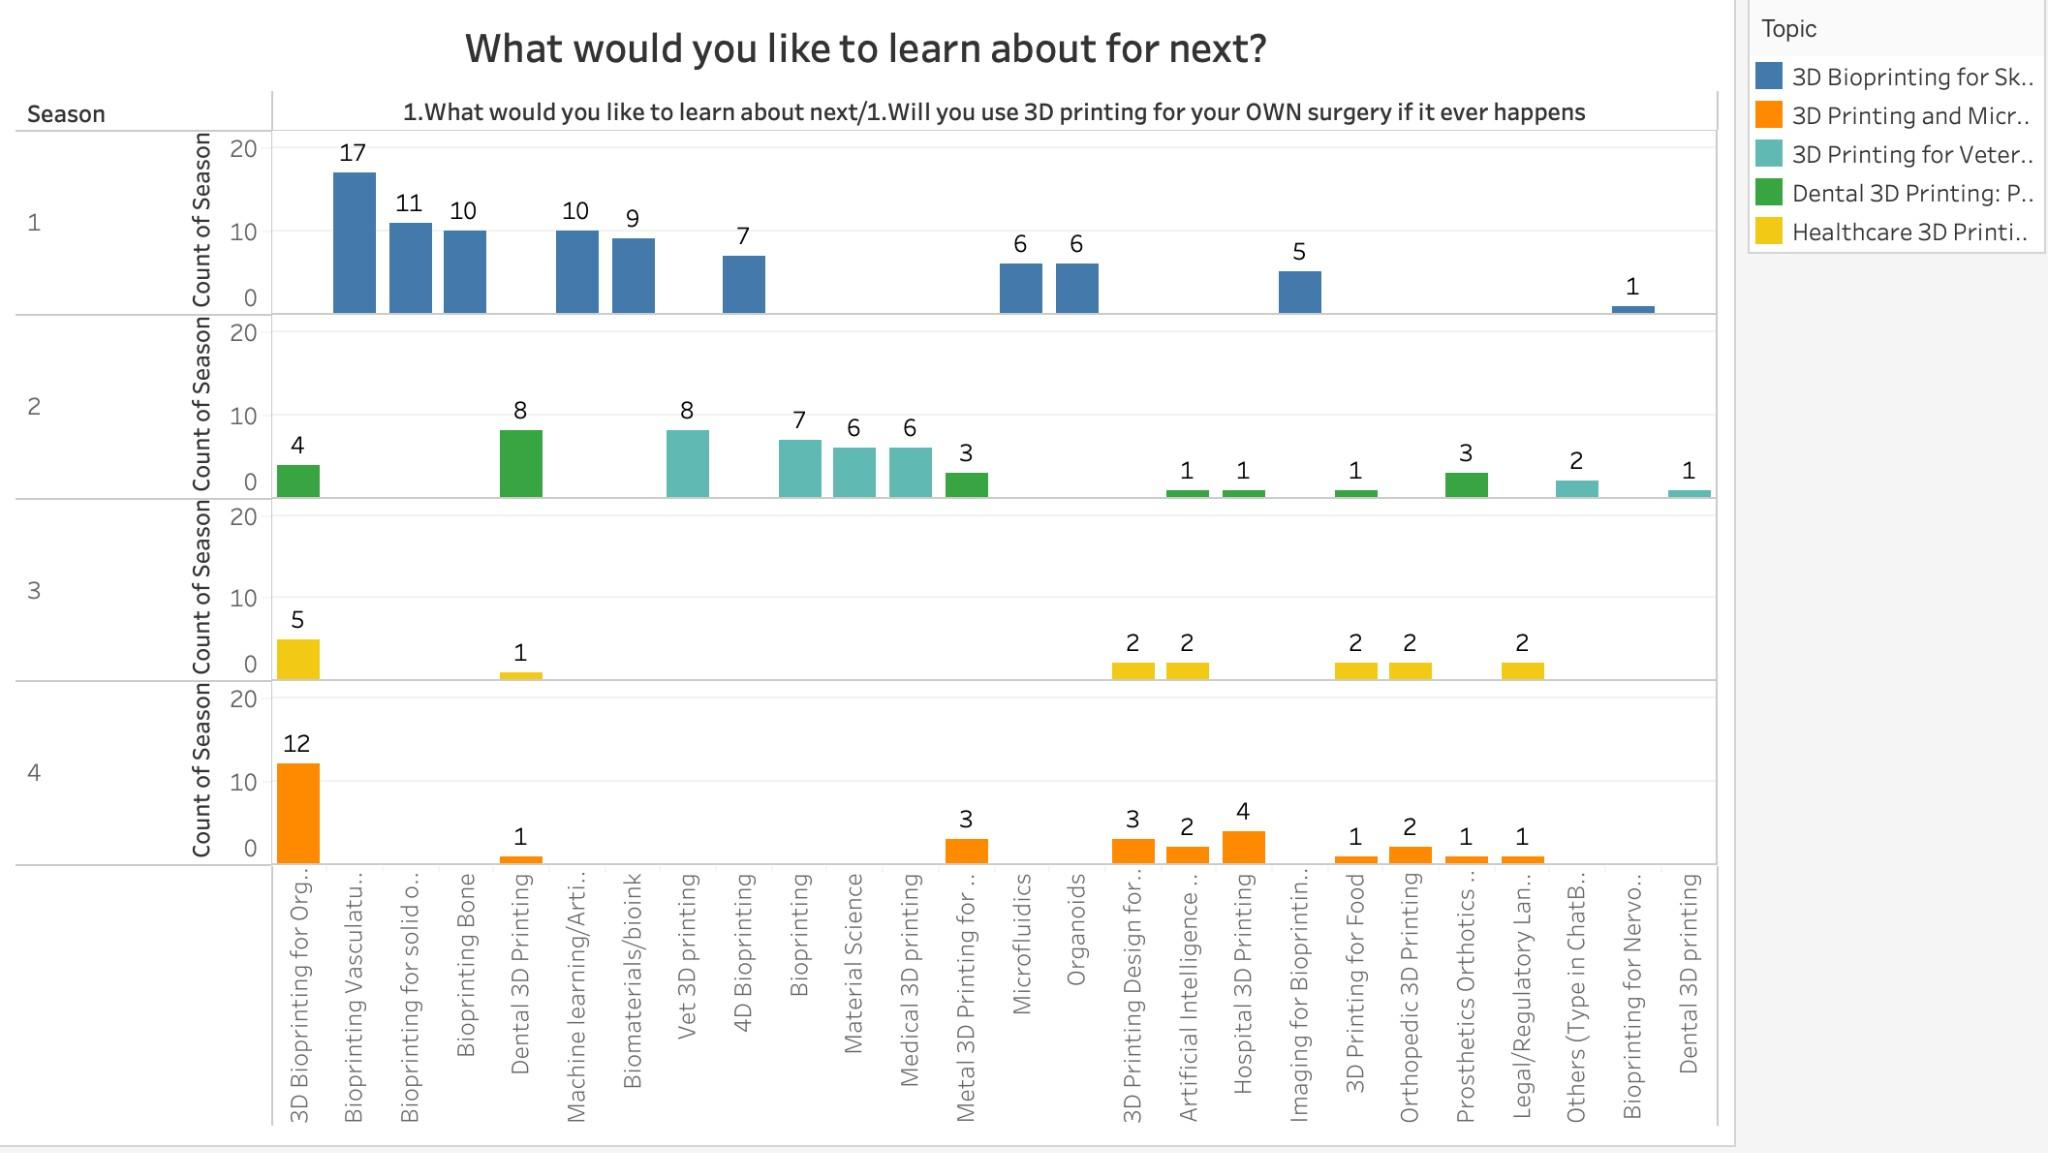 What would you like to learn about for next?
Season
1.What would you like to learn about next/1.Will you use 3D printing for your OWN surgery if it ever happens
1
Count of Season
20
10
0
17
11
10
10
9
7
6
6
5
1
2
Count of Season
20
10
0
4
8
8
7
6
6
3
1
1
1
3
2
1
3
Count of Season
20
10
0
5
1
2
2
2
2
2
4
Count of Season
20
10
0
12
1
3
3
2
4
1
2
1
1
3D Bioprinting for Org..
Bioprinting Vasculatu..
Bioprinting for solid o..
Bioprinting Bone
Dental 3D Printing
Machine learning/Arti..
Biomaterials/bioink
Vet 3D printing
4D Bioprinting
Bioprinting
Material Science
Medical 3D printing
Metal 3D Printing for ..
Microfluidics
Organoids
3D Printing Design for..
Artificial Intelligence ..
Hospital 3D Printing
Imaging for Bioprintin..
3D Printing for Food
Orthopedic 3D Printing
Prosthetics Orthotics ..
Legal/Regulatory Lan..
Others (Type in ChatB..
Bioprinting for Nervo..
Dental 3D printing
Topic
3D Bioprinting for Sk..
3D Printing and Micr..
3D Printing for Veter..
Dental 3D Printing: P..
Healthcare 3D Printi..